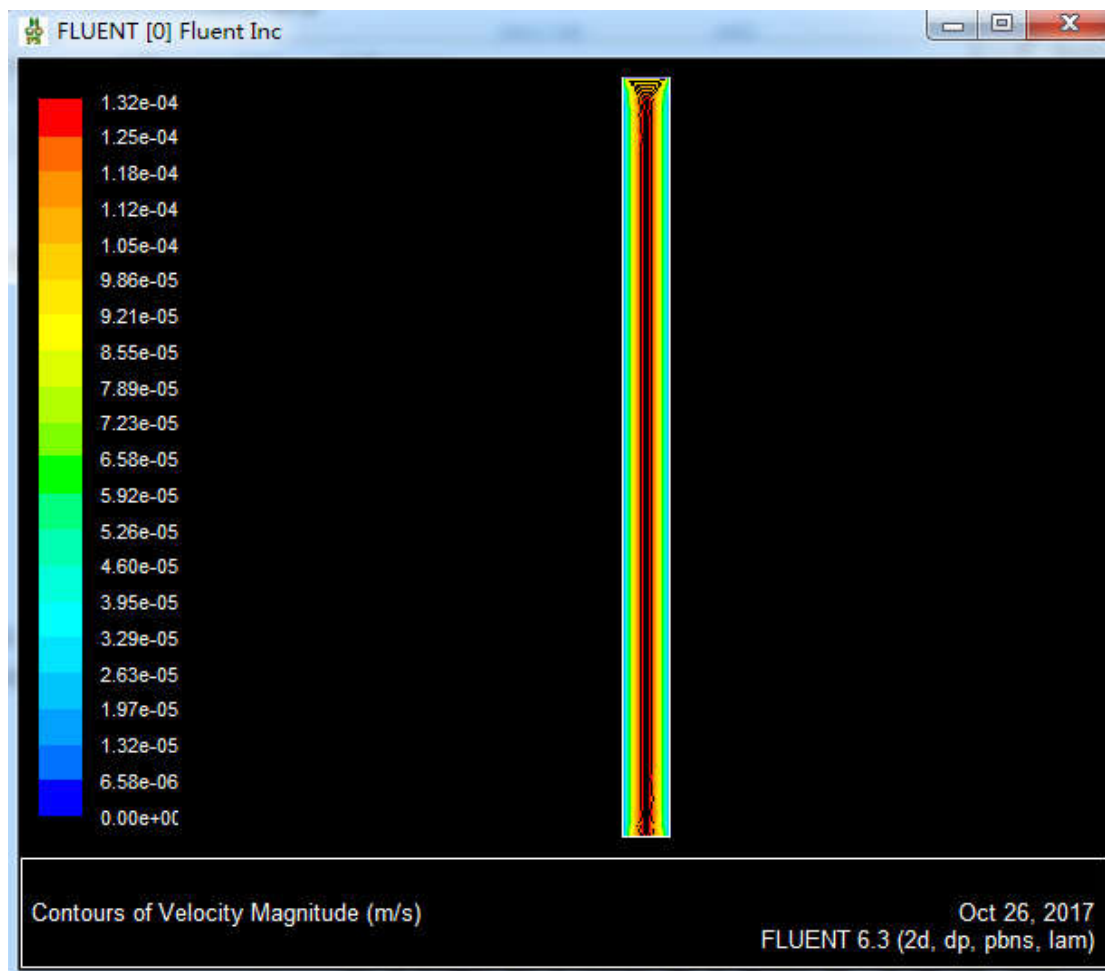 FLUENT [0] Fluent Inc
1.32e-04
1.25e-04
1.18e-04
1.12e-04
1.05e-04
9.86e-05
9.21e-05
8.55e-05
7.89e-05
7.23e-05
6.58e-05
5.92e-05
5.26e-05
4.60e-05
3.95e-05
3.29e-05
2.63e-05
1.97e-05
1.32e-05
6.58e-06
0.00e+00
Contours of Velocity Magnitude (m/s)
Oct 26, 2017
FLUENT 6.3 (2d, dp, pbns, lam)